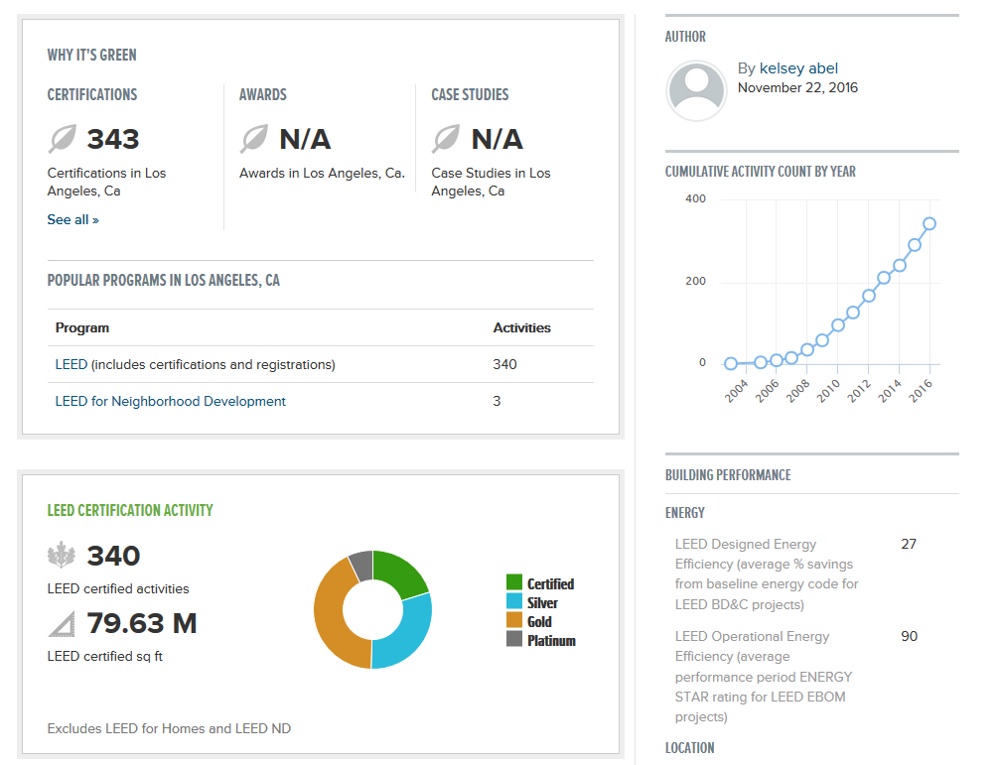 WHY IT'S GREEN
CERTIFICATIONS
343
Certifications in Los
Angeles, Ca
See all »
AWARDS
N/A
Awards in Los Angeles, Ca.
CASE STUDIES
N/A
Case Studies in Los
Angeles, Ca
POPULAR PROGRAMS IN LOS ANGELES, CA
Program Activities
LEED (includes certifications and registrations) 340
LEED for Neighborhood Development 3
LEED CERTIFICATION ACTIVITY
340
LEED certified activities
79.63 M
LEED certified sq ft
Certified
Silver
Gold
Platinum
Excludes LEED for Homes and LEED ND
AUTHOR
By kelsey abel
November 22, 2016
CUMULATIVE ACTIVITY COUNT BY YEAR
400
200
0
2004 2006 2008 2010 2012 2014 2016
BUILDING PERFORMANCE
ENERGY
LEED Designed Energy 27
Efficiency (average % savings
from baseline energy code for
LEED BD&C projects)
LEED Operational Energy 90
Efficiency (average
performance period ENERGY
STAR rating for LEED EBOM
projects)
LOCATION